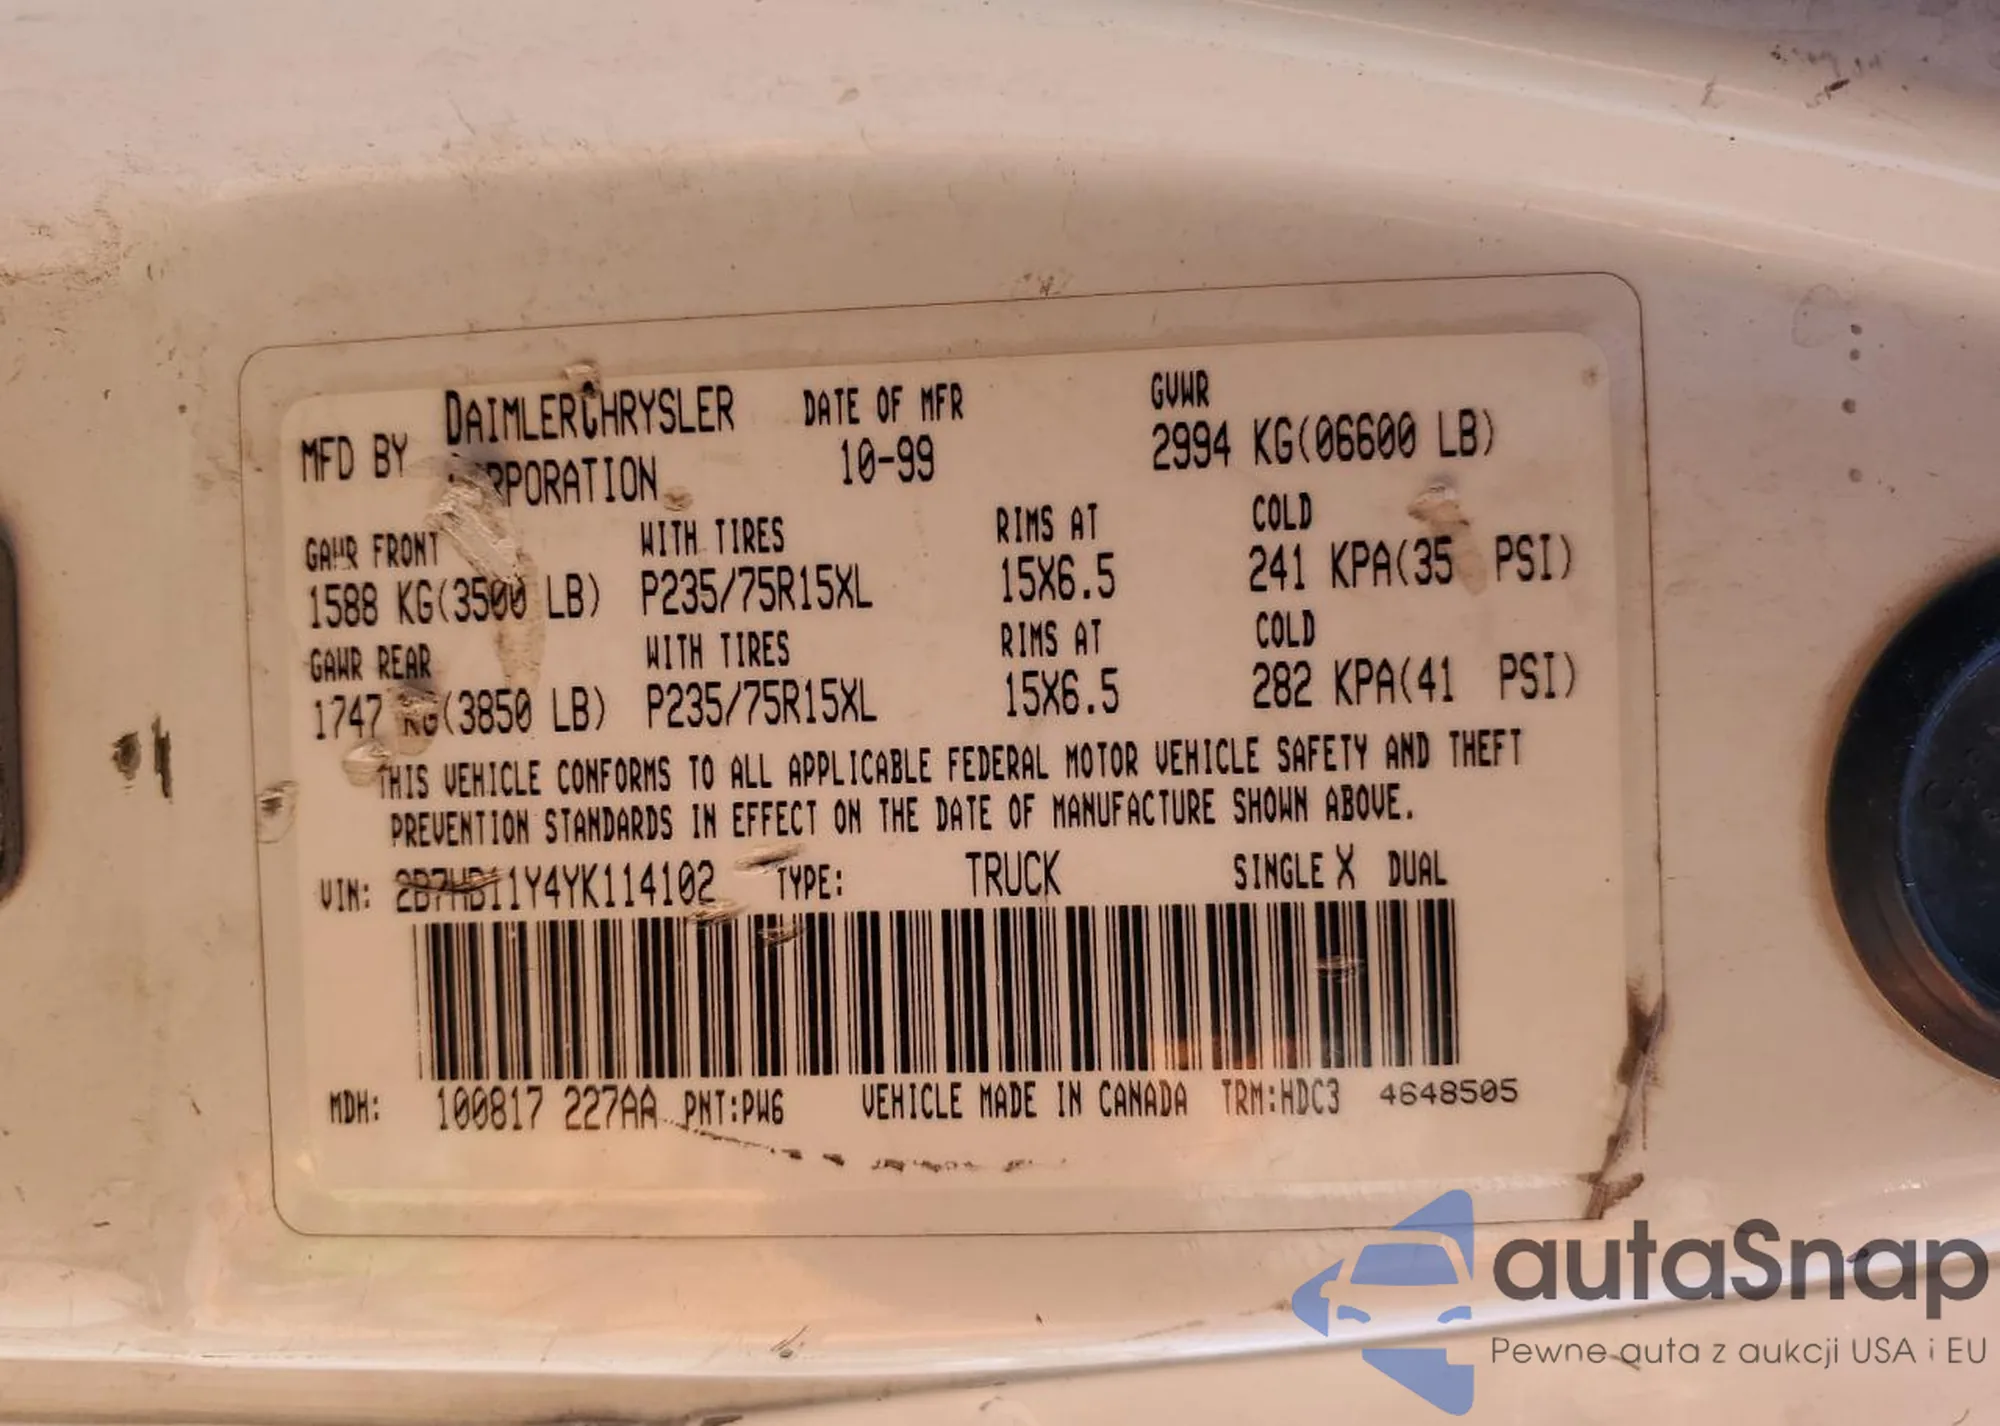 MFD BY DAIMLERCHRYSLER CORPORATION DATE OF MFR 10-99 GVWR 2994 KG(06600 LB)
GAWR FRONT WITH TIRES RIMS AT COLD
1588 KG(3500 LB) P235/75R15XL 15X6.5 241 KPA(35 PSI)
GAWR REAR WITH TIRES RIMS AT COLD
1747 KG(3850 LB) P235/75R15XL 15X6.5 282 KPA(41 PSI)
THIS VEHICLE CONFORMS TO ALL APPLICABLE FEDERAL MOTOR VEHICLE SAFETY AND THEFT
PREVENTION STANDARDS IN EFFECT ON THE DATE OF MANUFACTURE SHOWN ABOVE.
VIN: 2B7HB11Y4YK114102 TYPE: TRUCK SINGLE X DUAL
MDH: 100817 227AA PNT:PW6 VEHICLE MADE IN CANADA TRM:HDC3 4648505
autaSnap
Pewne auta z aukcji USA i EU